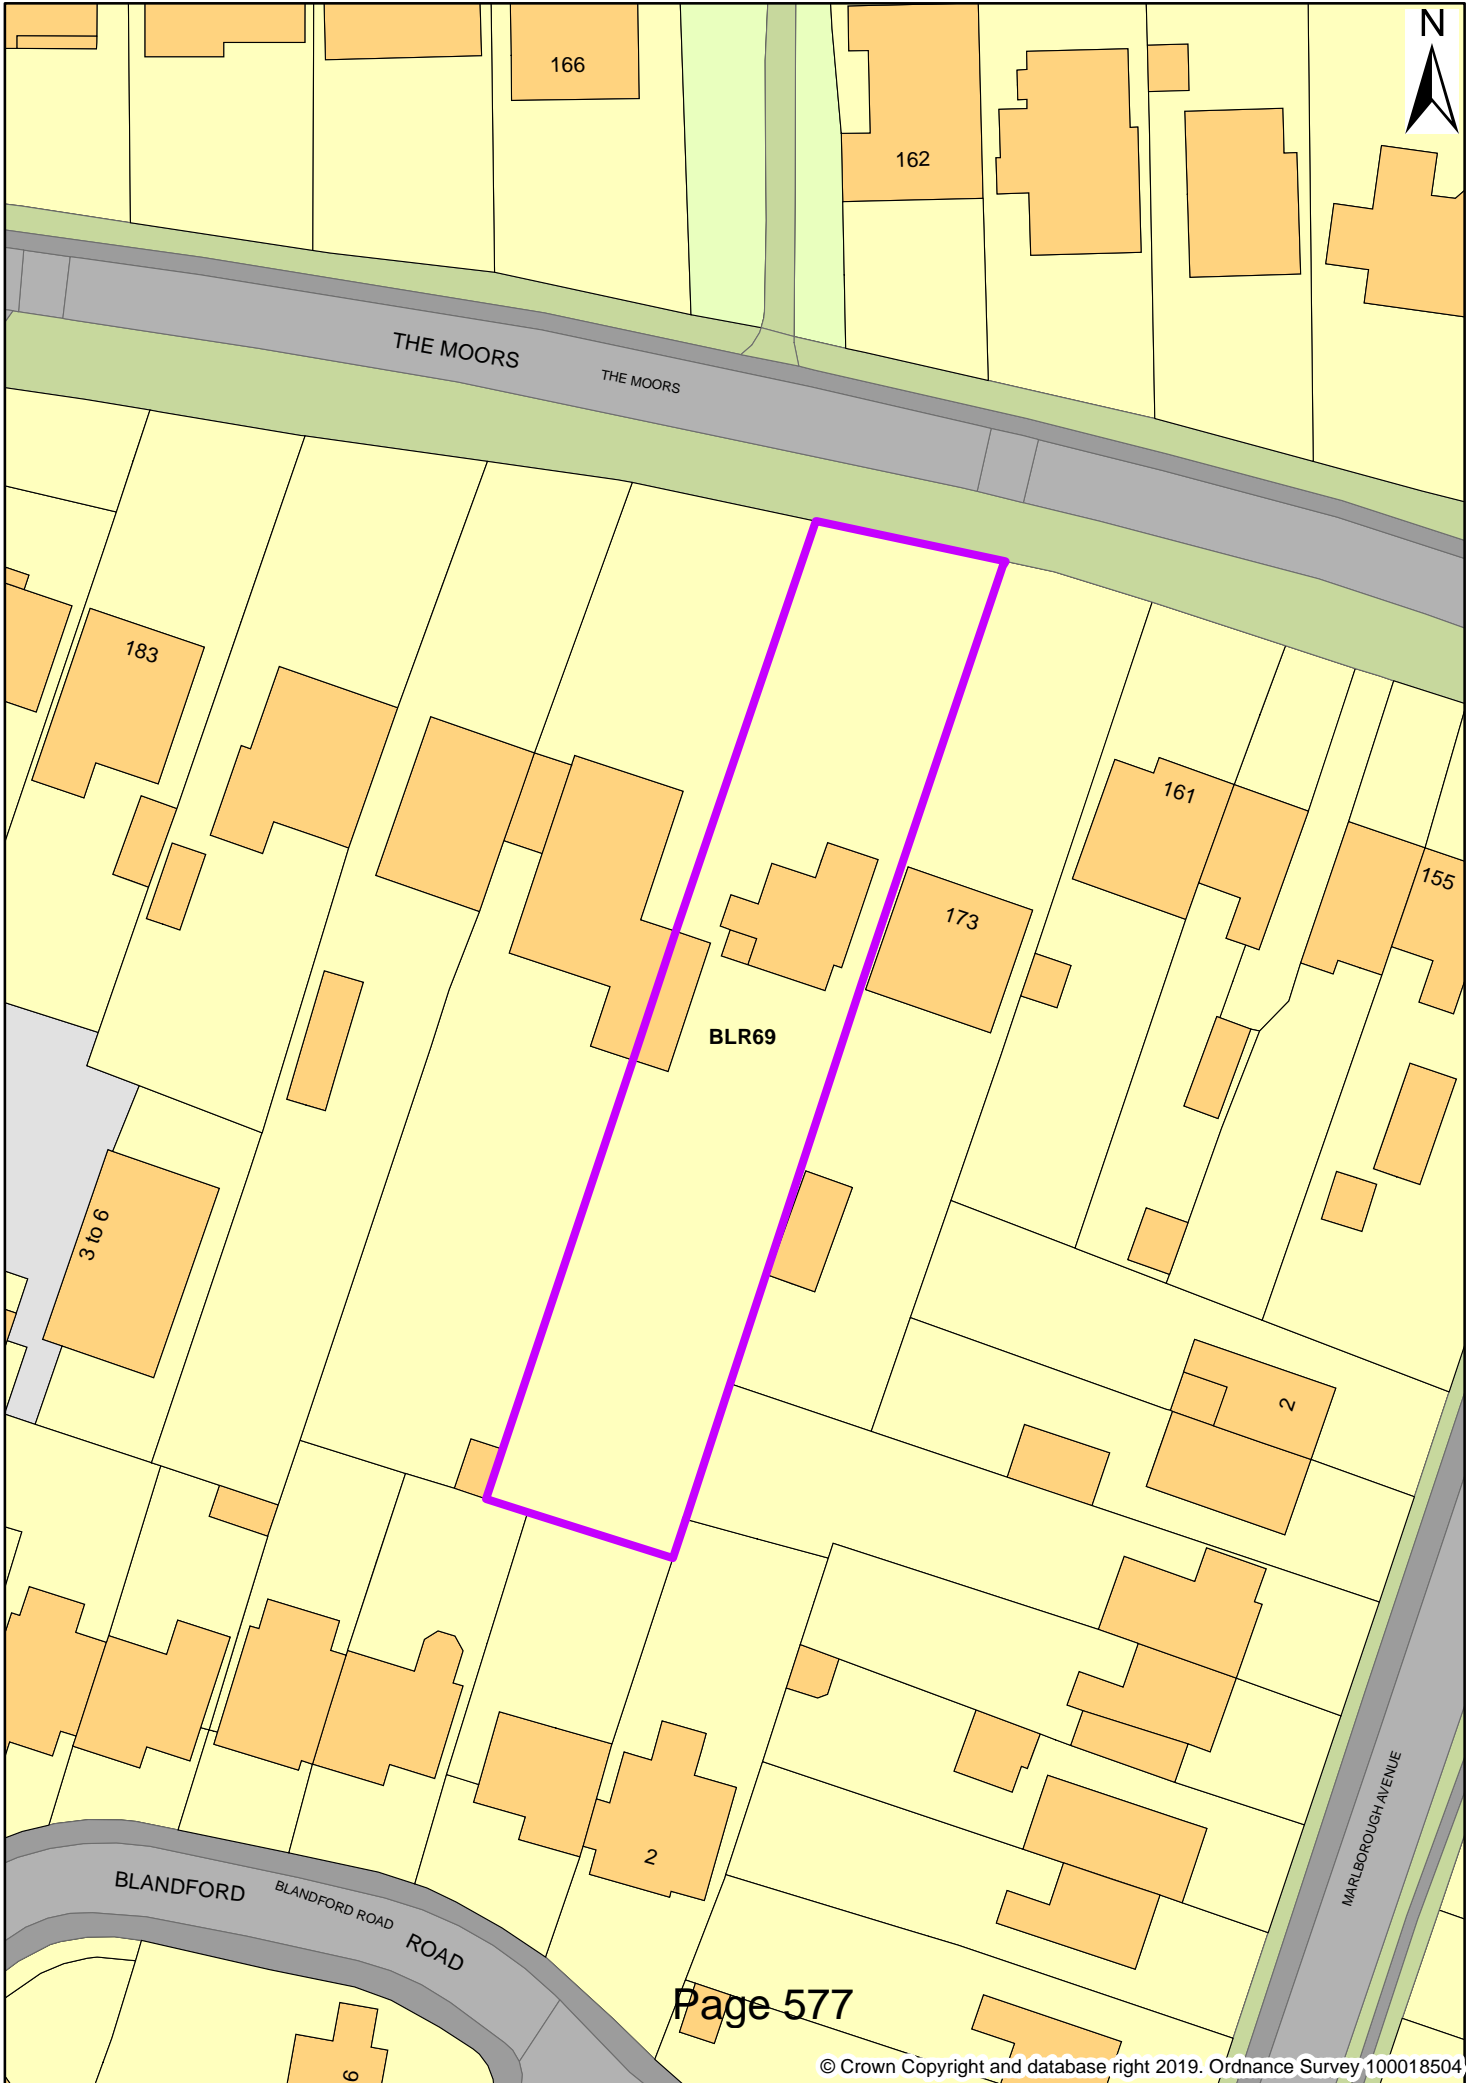 N
166
162
THE MOORS
THE MOORS
183
161
155
173
BLR69
3 to 6
2
MARLBOROUGH AVENUE
2
BLANDFORD
BLANDFORD ROAD
ROAD
Page 577
6
© Crown Copyright and database right 2019. Ordnance Survey 100018504